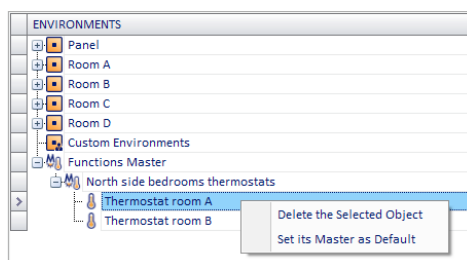 ENVIRONMENTS
Panel
Room A
Room B
Room C
Room D
Custom Environments
Functions Master
North side bedrooms thermostats
Thermostat room A
Thermostat room B
Delete the Selected Object
Set its Master as Default